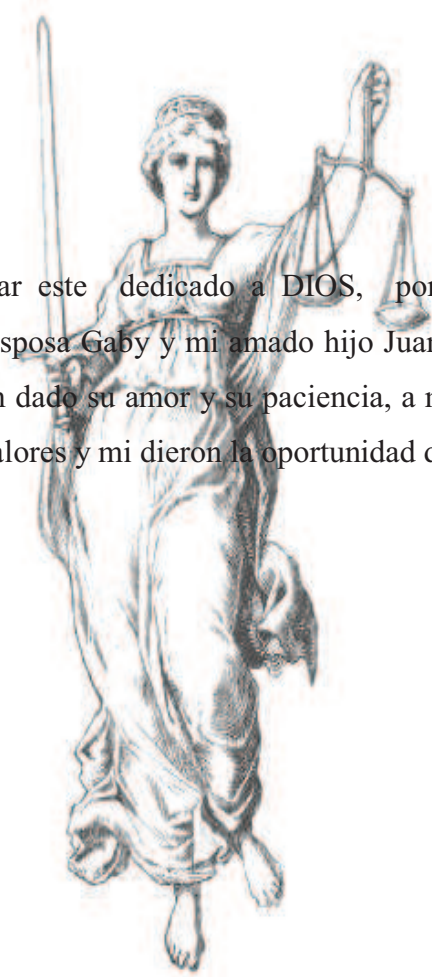 ar este dedicado a DIOS, por
sposa Gaby y mi amado hijo Juan
n dado su amor y su paciencia, a
alores y mi dieron la oportunidad